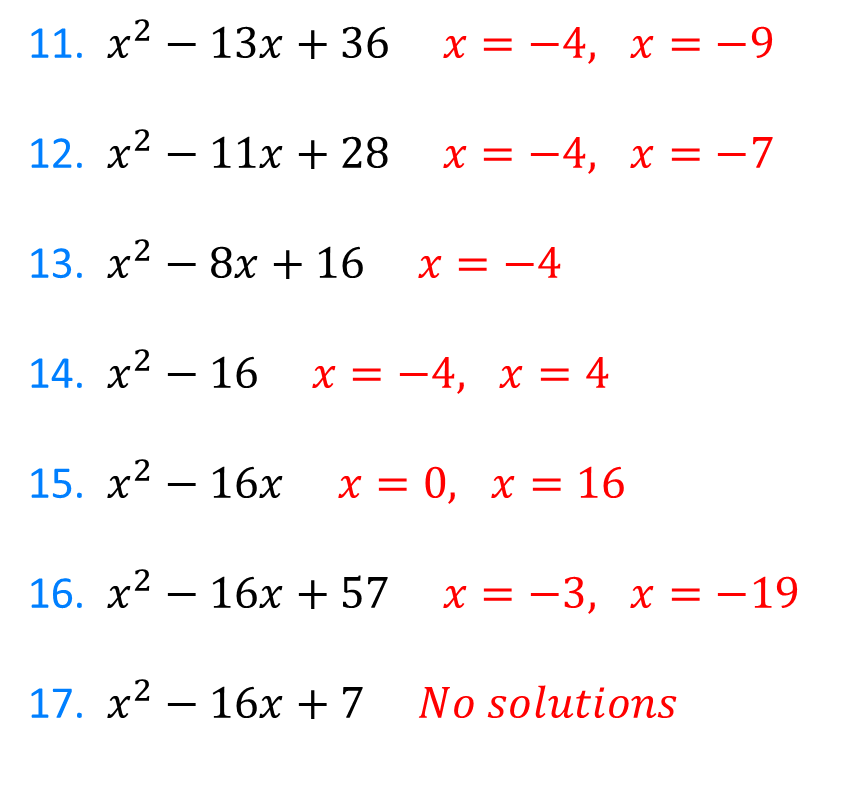 11. x² − 13x + 36 x = −4, x = −9
12. x² − 11x + 28 x = −4, x = −7
13. x² − 8x + 16 x = −4
14. x² − 16 x = −4, x = 4
15. x² − 16x x = 0, x = 16
16. x² − 16x + 57 x = −3, x = −19
17. x² − 16x + 7 No solutions